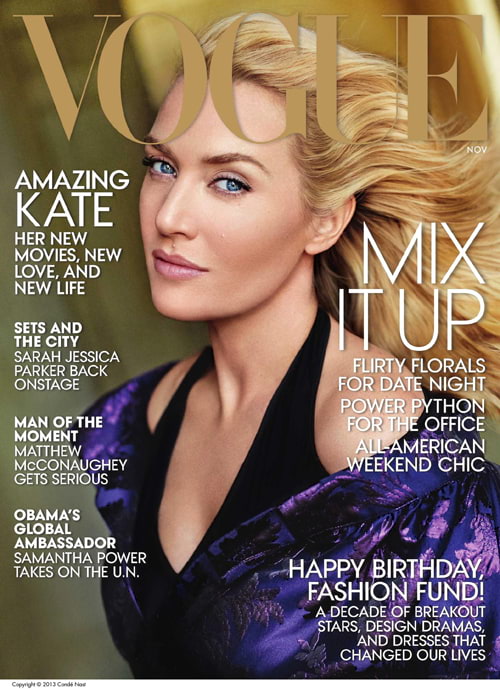 VOGUE
NOV
AMAZING
KATE
HER NEW
MOVIES, NEW
LOVE, AND
NEW LIFE
SETS AND
THE CITY
SARAH JESSICA
PARKER BACK
ONSTAGE
MAN OF THE
MOMENT
MATTHEW
McCONAUGHEY
GETS SERIOUS
OBAMA'S
GLOBAL
AMBASSADOR
SAMANTHA POWER
TAKES ON THE U.N.
MIX
IT UP
FLIRTY FLORALS
FOR DATE NIGHT
POWER PYTHON
FOR THE OFFICE
ALL-AMERICAN
WEEKEND CHIC
HAPPY BIRTHDAY,
FASHION FUND!
A DECADE OF BREAKOUT
STARS, DESIGN DRAMAS,
AND DRESSES THAT
CHANGED OUR LIVES
Copyright © 2013 Condé Nast